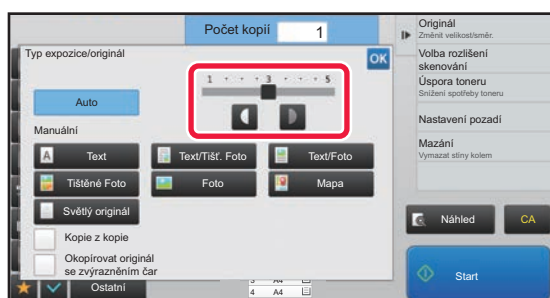 Počet kopií 1
Typ expozice/originál
OK
1 3 5
Auto
Manuální
Text
Text/Tišť. Foto
Text/Foto
Tištěné Foto
Foto
Mapa
Světlý originál
Kopie z kopie
Okopírovat originál
se zvýrazněním čar
Ostatní
3 A4
4 A4
Originál
Změnit velikost/směr.
Volba rozlišení
skenování
Úspora toneru
Snížení spotřeby toneru
Nastavení pozadí
Mazání
Vymazat stíny kolem
Náhled
CA
Start